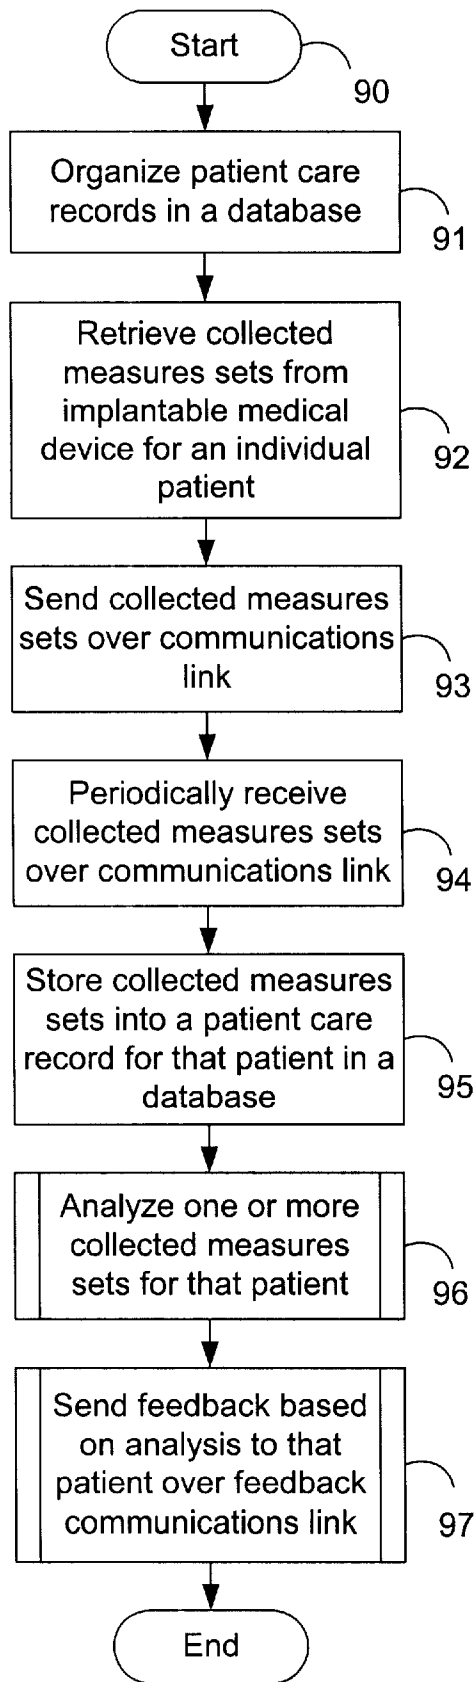 Start
90
Organize patient care
records in a database
91
Retrieve collected
measures sets from
implantable medical
device for an individual
patient
92
Send collected measures
sets over communications
link
93
Periodically receive
collected measures sets
over communications link
94
Store collected measures
sets into a patient care
record for that patient in a
database
95
Analyze one or more
collected measures
sets for that patient
96
Send feedback based
on analysis to that
patient over feedback
communications link
97
End